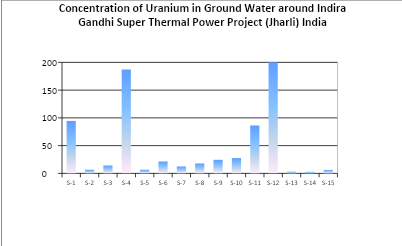 Concentration of Uranium in Ground Water around Indira
Gandhi Super Thermal Power Project (Jharli) India
200
100
50
0
S-1 S-2 S-3 S-4 S-5 S-6 S-7 S-8 S-9 S-10 S-11 S-12 S-13 S-14 S-15